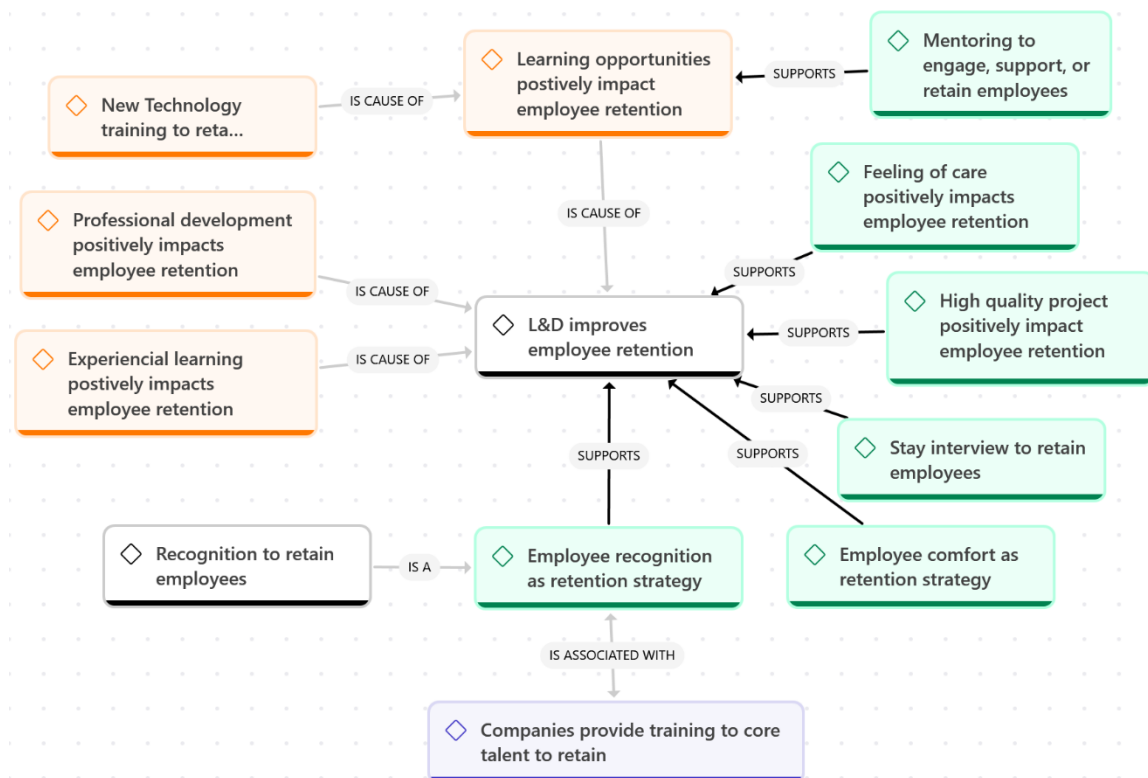 Learning opportunities
postively impact
employee retention
Mentoring to
engage, support, or
retain employees
SUPPORTS
New Technology
training to reta...
IS CAUSE OF
Feeling of care
positively impacts
employee retention
Professional development
positively impacts
employee retention
IS CAUSE OF
SUPPORTS
IS CAUSE OF
High quality project
positively impact
employee retention
L&D improves
employee retention
SUPPORTS
Experiencial learning
postively impacts
employee retention
IS CAUSE OF
SUPPORTS
Stay interview to retain
employees
SUPPORTS
SUPPORTS
Recognition to retain
employees
IS A
Employee recognition
as retention strategy
Employee comfort as
retention strategy
IS ASSOCIATED WITH
Companies provide training to core
talent to retain